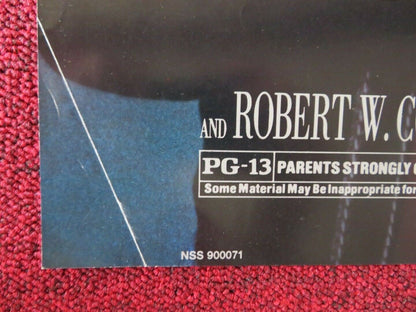 AND ROBERT W. C
PG-13 PARENTS STRONGLY
Some Material May Be Inappropriate for
NSS 900071